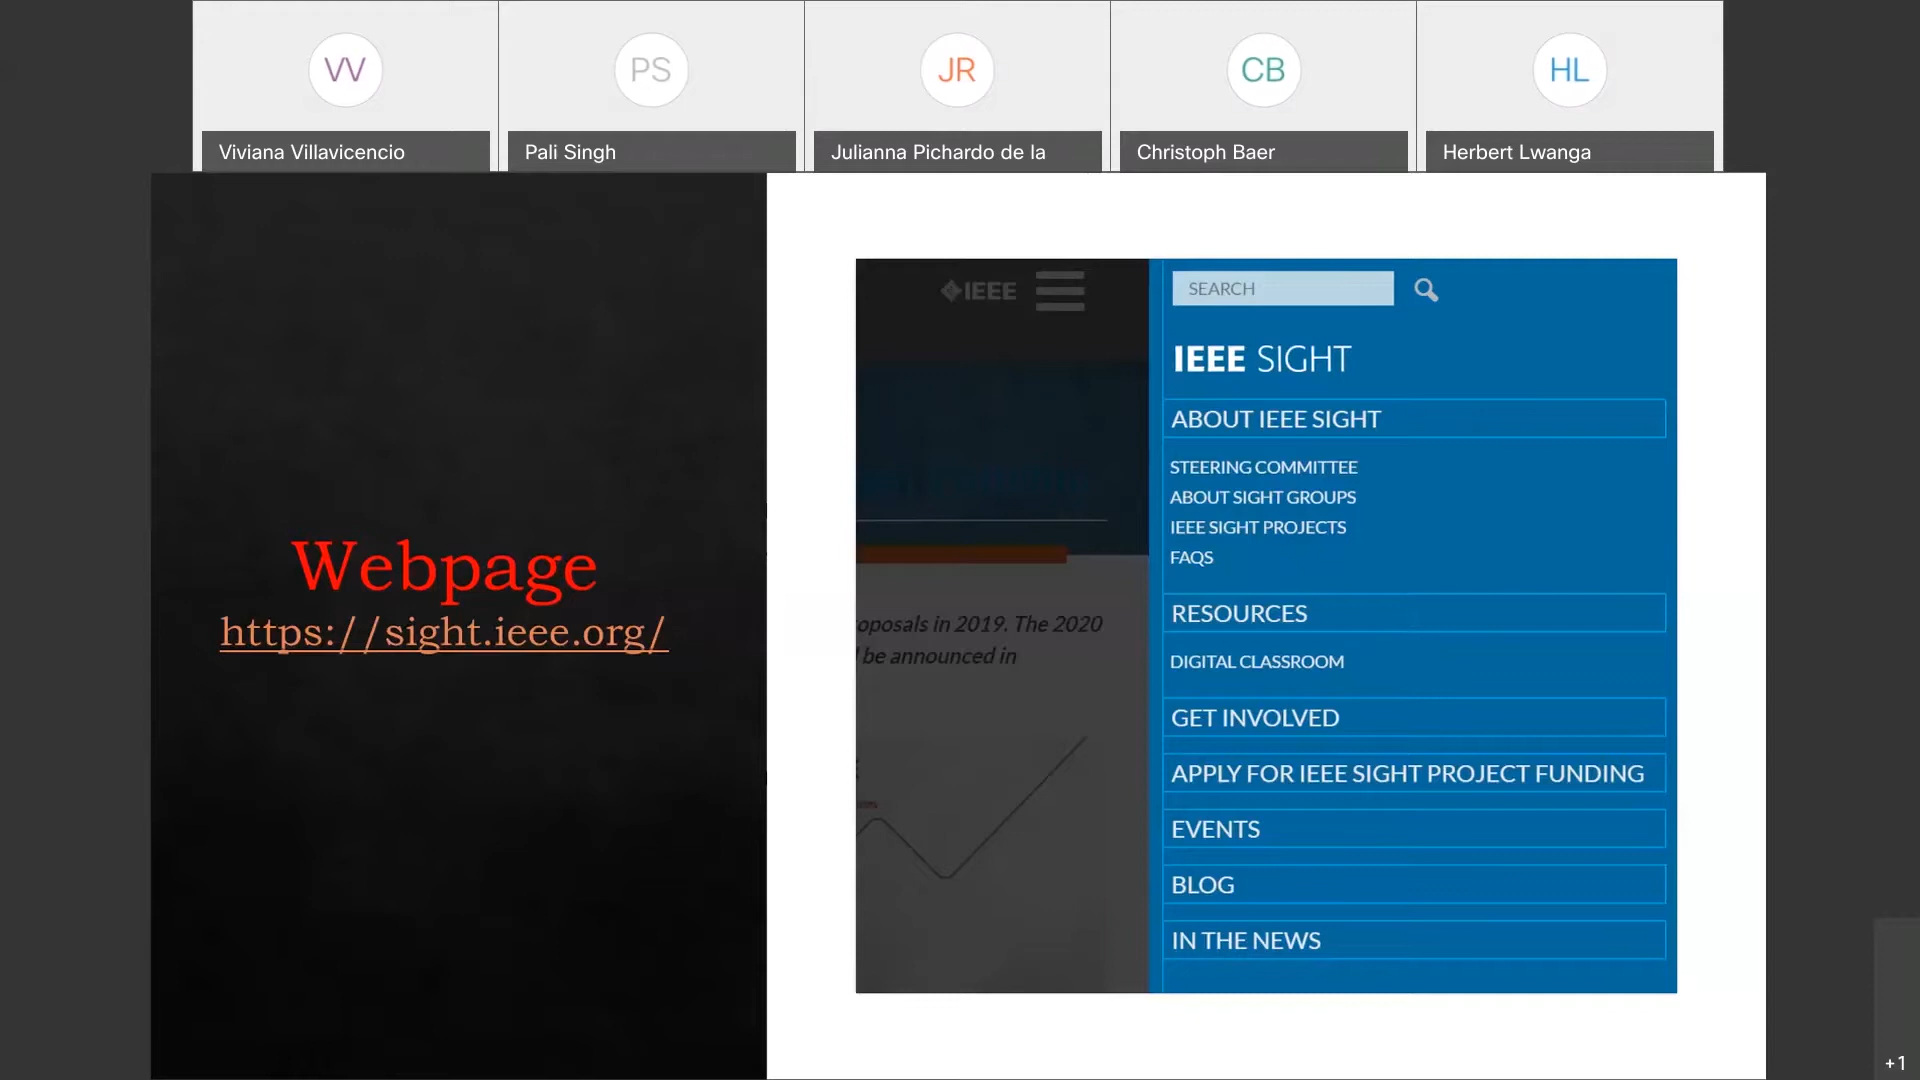 VV
PS
JR
CB
HL
Viviana Villavicencio
Pali Singh
Julianna Pichardo de la
Christoph Baer
Herbert Lwanga
Webpage
https://sight.ieee.org/
IEEE
oposals in 2019. The 2020
be announced in
SEARCH
IEEE SIGHT
ABOUT IEEE SIGHT
STEERING COMMITTEE
ABOUT SIGHT GROUPS
IEEE SIGHT PROJECTS
FAQS
RESOURCES
DIGITAL CLASSROOM
GET INVOLVED
APPLY FOR IEEE SIGHT PROJECT FUNDING
EVENTS
BLOG
IN THE NEWS
+1